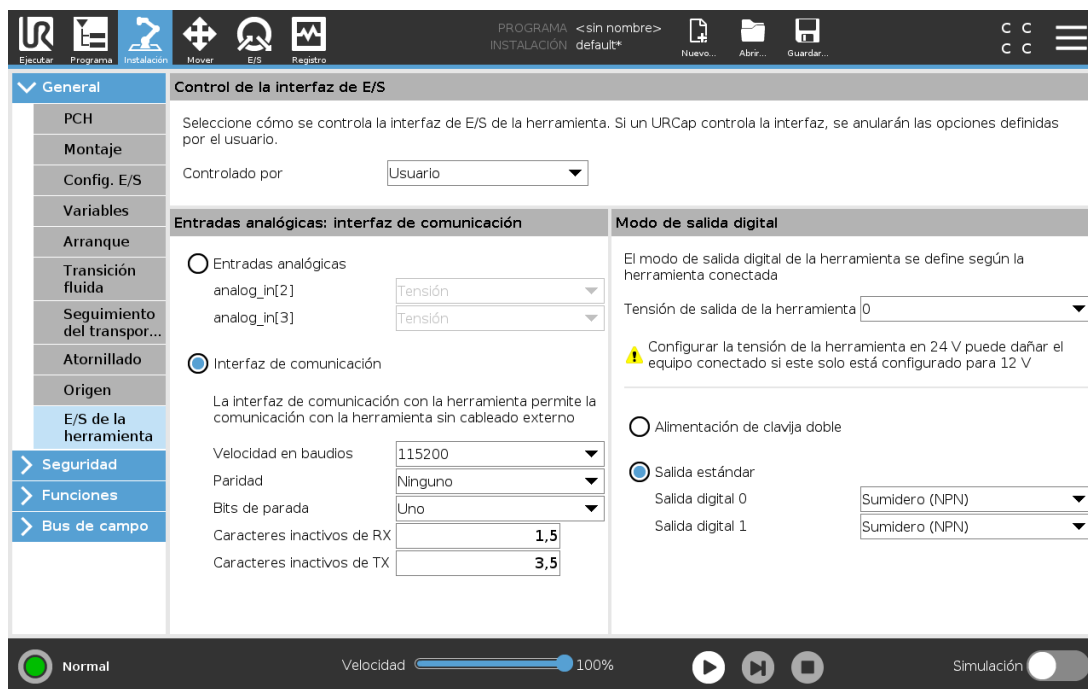 UR
Ejecutar
Programa
Instalación
Mover
E/S
Registro
PROGRAMA <sin nombre>
INSTALACIÓN default*
Nuevo...
Abrir...
Guardar...
C C
C C
General
PCH
Montaje
Config. E/S
Variables
Arranque
Transición
fluida
Seguimiento
del transpor...
Atornillado
Origen
E/S de la
herramienta
Seguridad
Funciones
Bus de campo
Control de la interfaz de E/S
Seleccione cómo se controla la interfaz de E/S de la herramienta. Si un URCap controla la interfaz, se anularán las opciones definidas
por el usuario.
Controlado por Usuario
Entradas analógicas: interfaz de comunicación
Entradas analógicas
analog_in[2] Tensión
analog_in[3] Tensión
Interfaz de comunicación
La interfaz de comunicación con la herramienta permite la
comunicación con la herramienta sin cableado externo
Velocidad en baudios 115200
Paridad Ninguno
Bits de parada Uno
Caracteres inactivos de RX 1,5
Caracteres inactivos de TX 3,5
Modo de salida digital
El modo de salida digital de la herramienta se define según la
herramienta conectada
Tensión de salida de la herramienta 0
Configurar la tensión de la herramienta en 24 V puede dañar el
equipo conectado si este solo está configurado para 12 V
Alimentación de clavija doble
Salida estándar
Salida digital 0 Sumidero (NPN)
Salida digital 1 Sumidero (NPN)
Normal
Velocidad 100%
Simulación